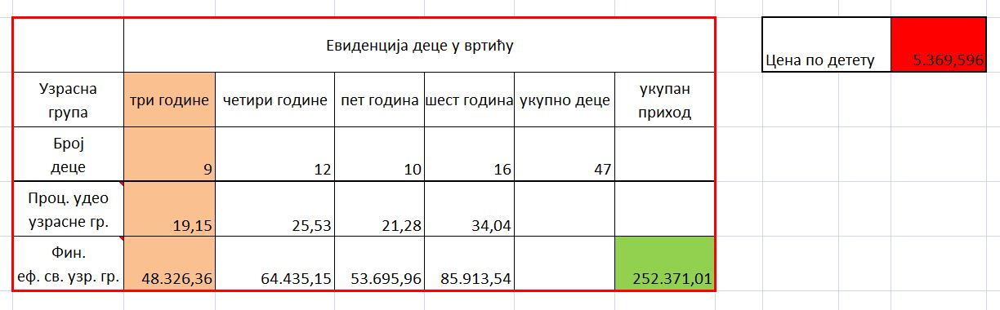 Евиденција деце у вртићу
Цена по детету 5.369,596
Узрасна група три године четири године пет година шест година укупно деце укупан приход
Број деце 9 12 10 16 47
Проц. удео узрасне гр. 19,15 25,53 21,28 34,04
Фин. еф. св. узр. гр. 48.326,36 64.435,15 53.695,96 85.913,54 252.371,01